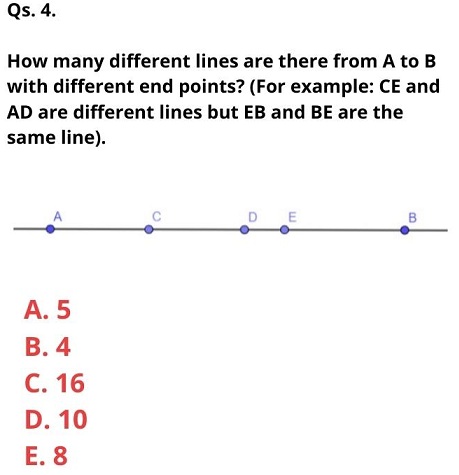 Qs. 4.
How many different lines are there from A to B
with different end points? (For example: CE and
AD are different lines but EB and BE are the
same line).
A C D E B
A. 5
B. 4
C. 16
D. 10
E. 8